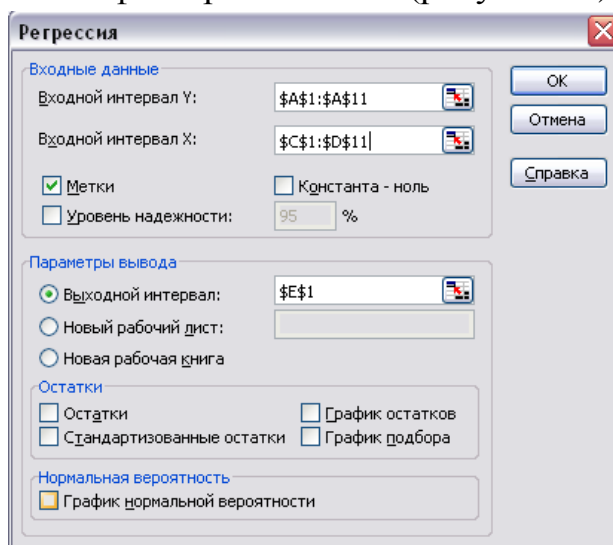 Регрессия
Входные данные
Входной интервал Y: $A$1:$A$11
Входной интервал X: $C$1:$D$11
Метки Константа - ноль
Уровень надежности: 95 %
OK
Отмена
Справка
Параметры вывода
Выходной интервал: $E$1
Новый рабочий лист:
Новая рабочая книга
Остатки
Остатки График остатков
Стандартизованные остатки График подбора
Нормальная вероятность
График нормальной вероятности